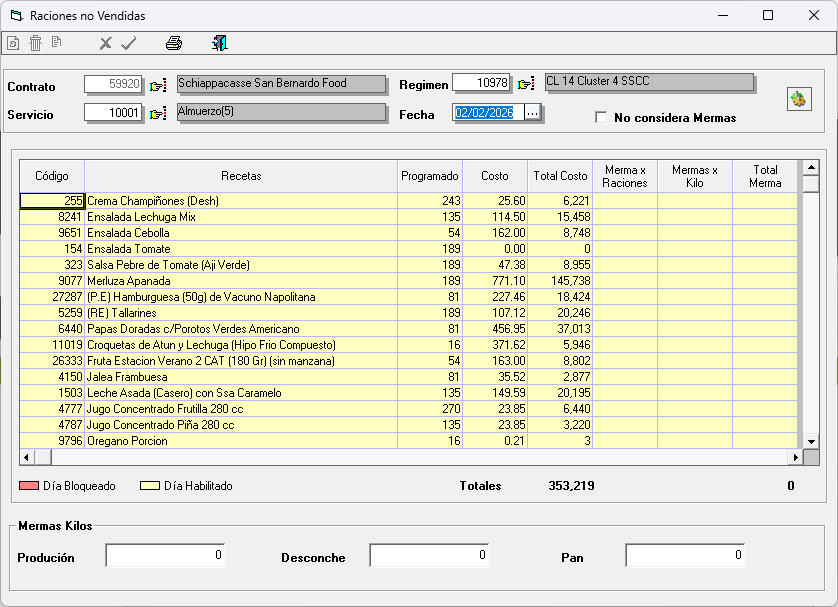 Raciones no Vendidas
Contrato 59920 Schiappacasse San Bernardo Food Regimen 10978 CL 14 Cluster 4 SSCC
Servicio 10001 Almuerzo(5) Fecha 02/02/2026 ... No considera Mermas
Código Recetas Programado Costo Total Costo Merma x Raciones Mermas x Kilo Total Merma
255 Crema Champiñones (Desh) 243 25.60 6,221
8241 Ensalada Lechuga Mix 135 114.50 15,458
9651 Ensalada Cebolla 54 162.00 8,748
154 Ensalada Tomate 189 0.00 0
323 Salsa Pebre de Tomate (Aji Verde) 189 47.38 8,955
9077 Merluza Apanada 189 771.10 145,738
27287 (P.E) Hamburguesa (50g) de Vacuno Napolitana 81 227.46 18,424
5259 (RE) Tallarines 189 107.12 20,246
6440 Papas Doradas c/Porotos Verdes Americano 81 456.95 37,013
11019 Croquetas de Atun y Lechuga (Hipo Frio Compuesto) 16 371.62 5,946
26333 Fruta Estacion Verano 2 CAT (180 Gr) (sin manzana) 54 163.00 8,802
4150 Jalea Frambuesa 81 35.52 2,877
1503 Leche Asada (Casero) con Ssa Caramelo 135 149.59 20,195
4777 Jugo Concentrado Frutilla 280 cc 270 23.85 6,440
4787 Jugo Concentrado Piña 280 cc 135 23.85 3,220
9796 Oregano Porcion 16 0.21 3
Día Bloqueado Día Habilitado Totales 353,219 0
Mermas Kilos
Produción 0 Desconche 0 Pan 0